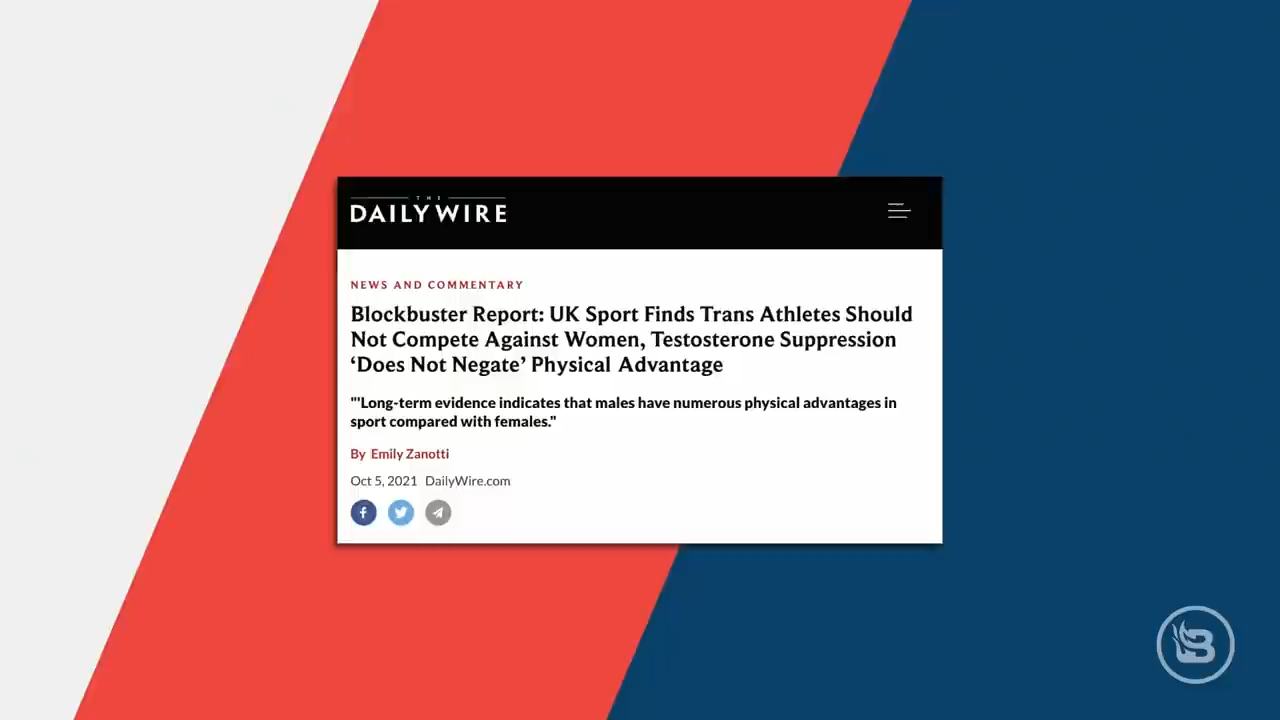 THE
DAILY WIRE
NEWS AND COMMENTARY
Blockbuster Report: UK Sport Finds Trans Athletes Should
Not Compete Against Women, Testosterone Suppression
‘Does Not Negate’ Physical Advantage
"'Long-term evidence indicates that males have numerous physical advantages in
sport compared with females."
By Emily Zanotti
Oct 5, 2021 DailyWire.com
B